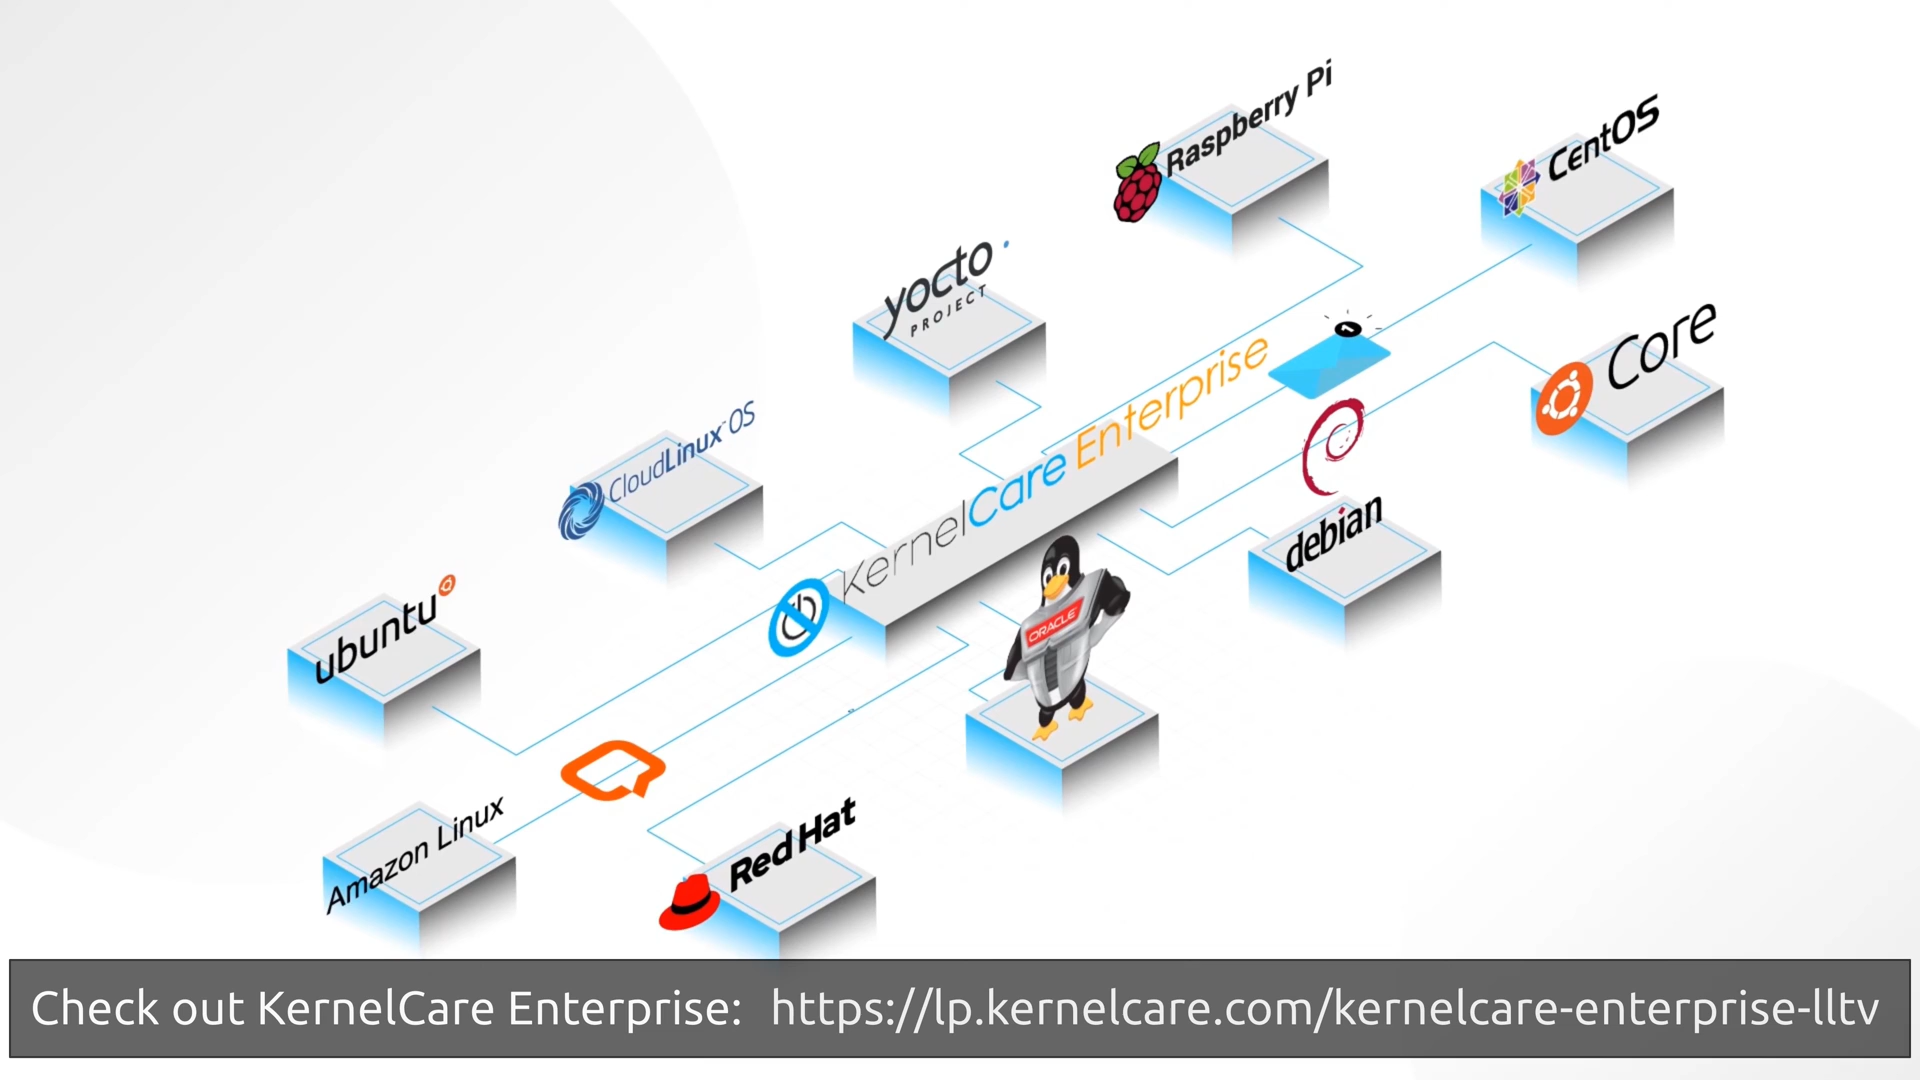 Raspberry Pi
CentOS
yocto
PROJECT
Core
KernelCare Enterprise
CloudLinux OS
debian
ubuntu
ORACLE
Amazon Linux
Red Hat
Check out KernelCare Enterprise: https://lp.kernelcare.com/kernelcare-enterprise-lltv